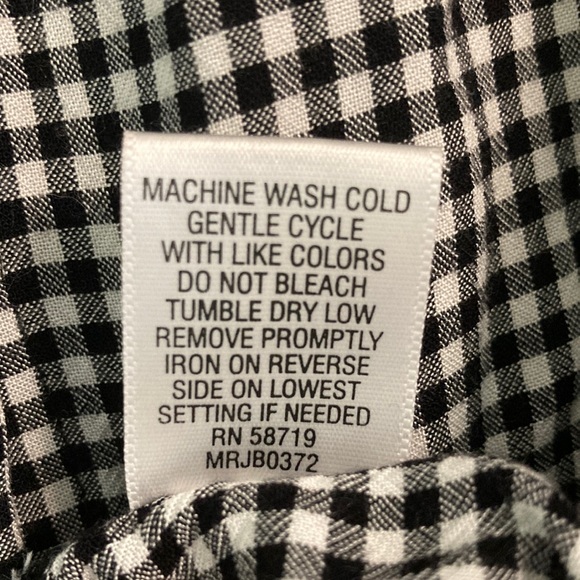 MACHINE WASH COLD
GENTLE CYCLE
WITH LIKE COLORS
DO NOT BLEACH
TUMBLE DRY LOW
REMOVE PROMPTLY
IRON ON REVERSE
SIDE ON LOWEST
SETTING IF NEEDED
RN 58719
MRJB0372